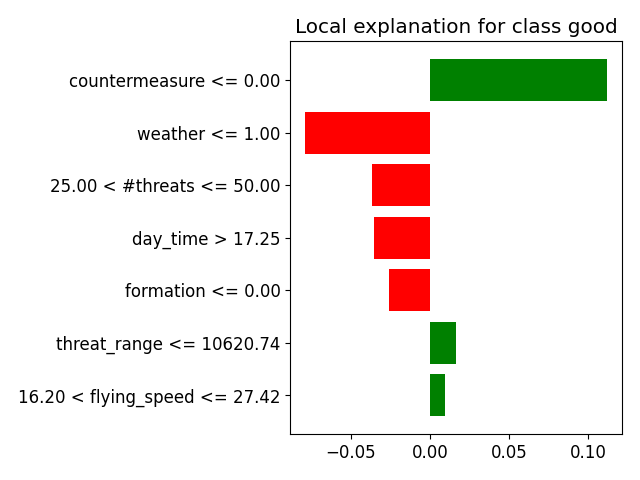 Local explanation for class good
countermeasure <= 0.00
weather <= 1.00
25.00 < #threats <= 50.00
day_time > 17.25
formation <= 0.00
threat_range <= 10620.74
16.20 < flying_speed <= 27.42
−0.05 0.00 0.05 0.10